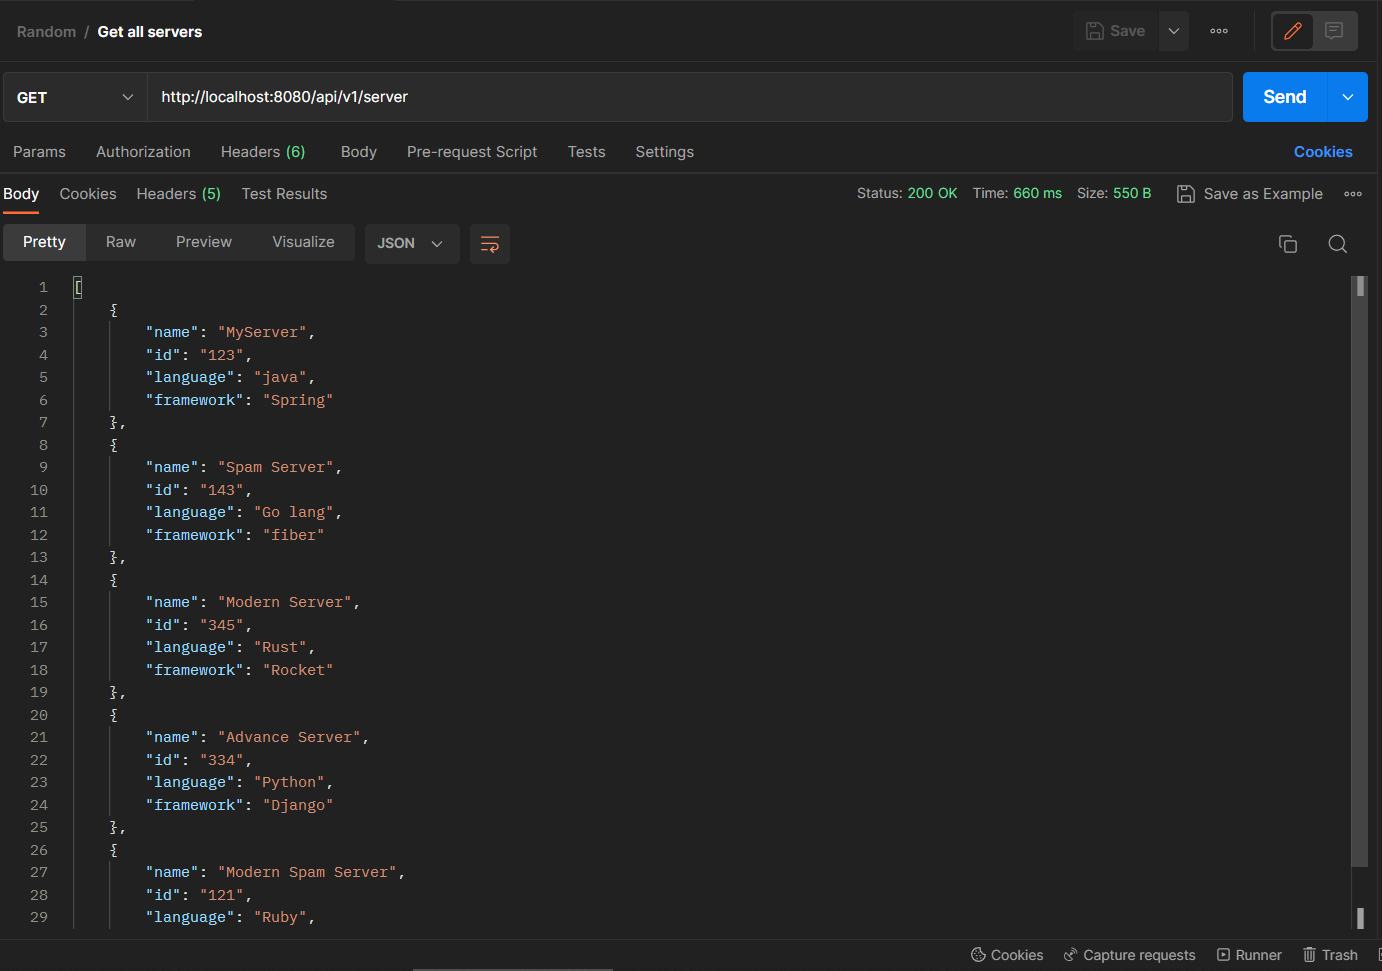 Random / Get all servers Save
GET http://localhost:8080/api/v1/server Send
Params Authorization Headers (6) Body Pre-request Script Tests Settings Cookies
Body Cookies Headers (5) Test Results Status: 200 OK Time: 660 ms Size: 550 B Save as Example
Pretty Raw Preview Visualize JSON
1 [
2 {
3 "name": "MyServer",
4 "id": "123",
5 "language": "java",
6 "framework": "Spring"
7 },
8 {
9 "name": "Spam Server",
10 "id": "143",
11 "language": "Go lang",
12 "framework": "fiber"
13 },
14 {
15 "name": "Modern Server",
16 "id": "345",
17 "language": "Rust",
18 "framework": "Rocket"
19 },
20 {
21 "name": "Advance Server",
22 "id": "334",
23 "language": "Python",
24 "framework": "Django"
25 },
26 {
27 "name": "Modern Spam Server",
28 "id": "121",
29 "language": "Ruby",
Cookies Capture requests Runner Trash